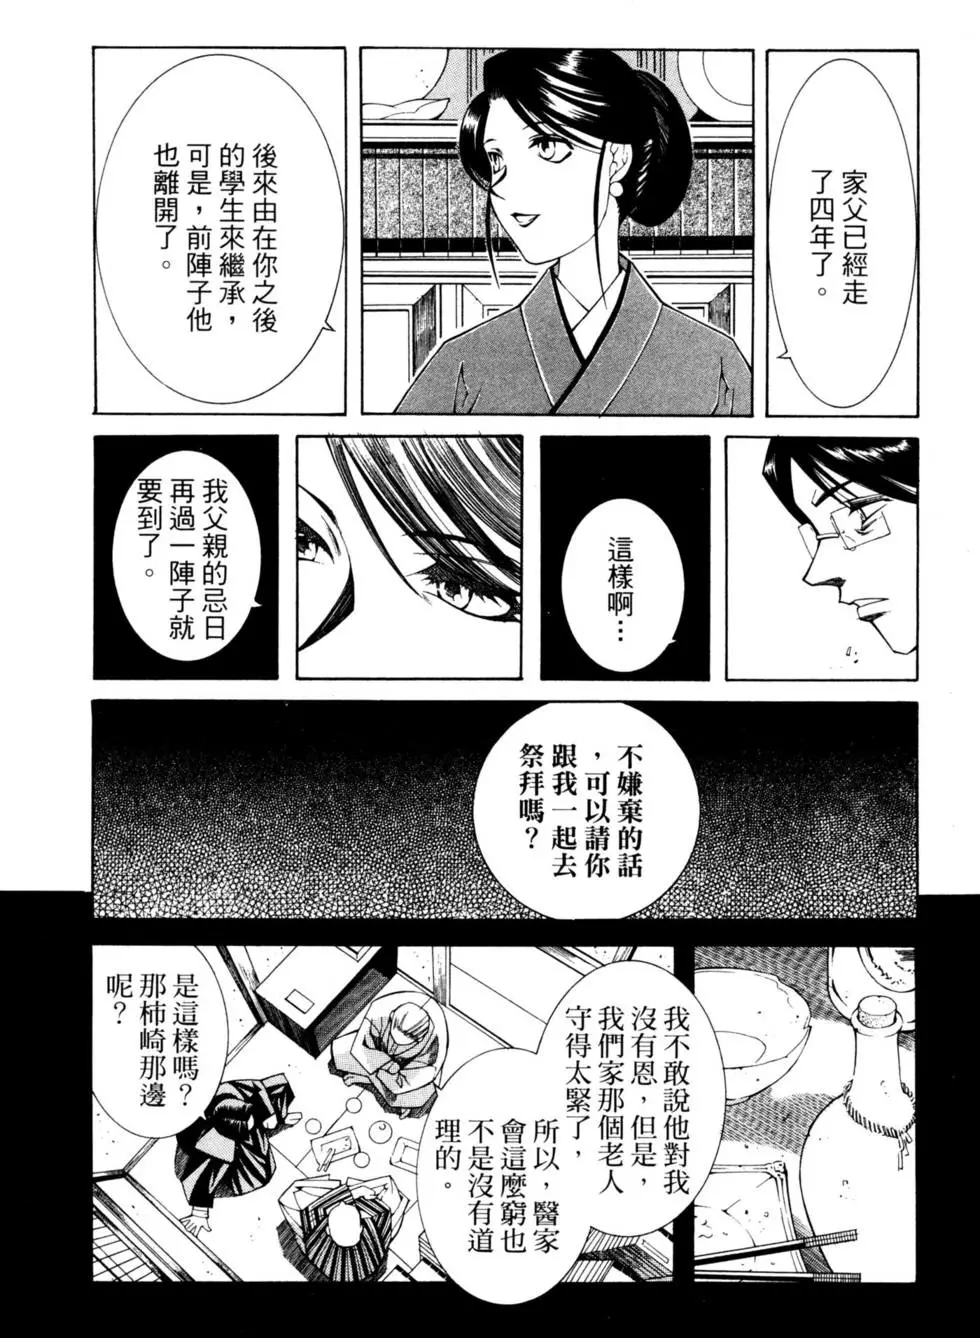 家父已經走
了四年了。
後來由在你之後
的學生來繼承，
可是，前陣子他
也離開了。
這樣啊…
我父親的忌日
再過一陣子就
要到了。
不嫌棄的話
，可以請你
跟我一起去
祭拜嗎？
我不敢說他對我
沒有恩，但是，
我們家那個老人
守得太緊了，
所以，醫家
會這麼窮也
不是沒有道
理的。
是這樣嗎？
那柿崎那邊
呢？